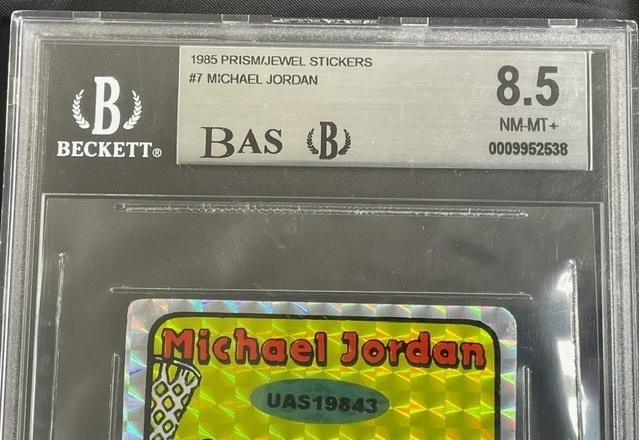 1985 PRISM/JEWEL STICKERS
#7 MICHAEL JORDAN
8.5
NM-MT+
0009952538
B
BECKETT®
BAS B
Michael Jordan
UAS19843